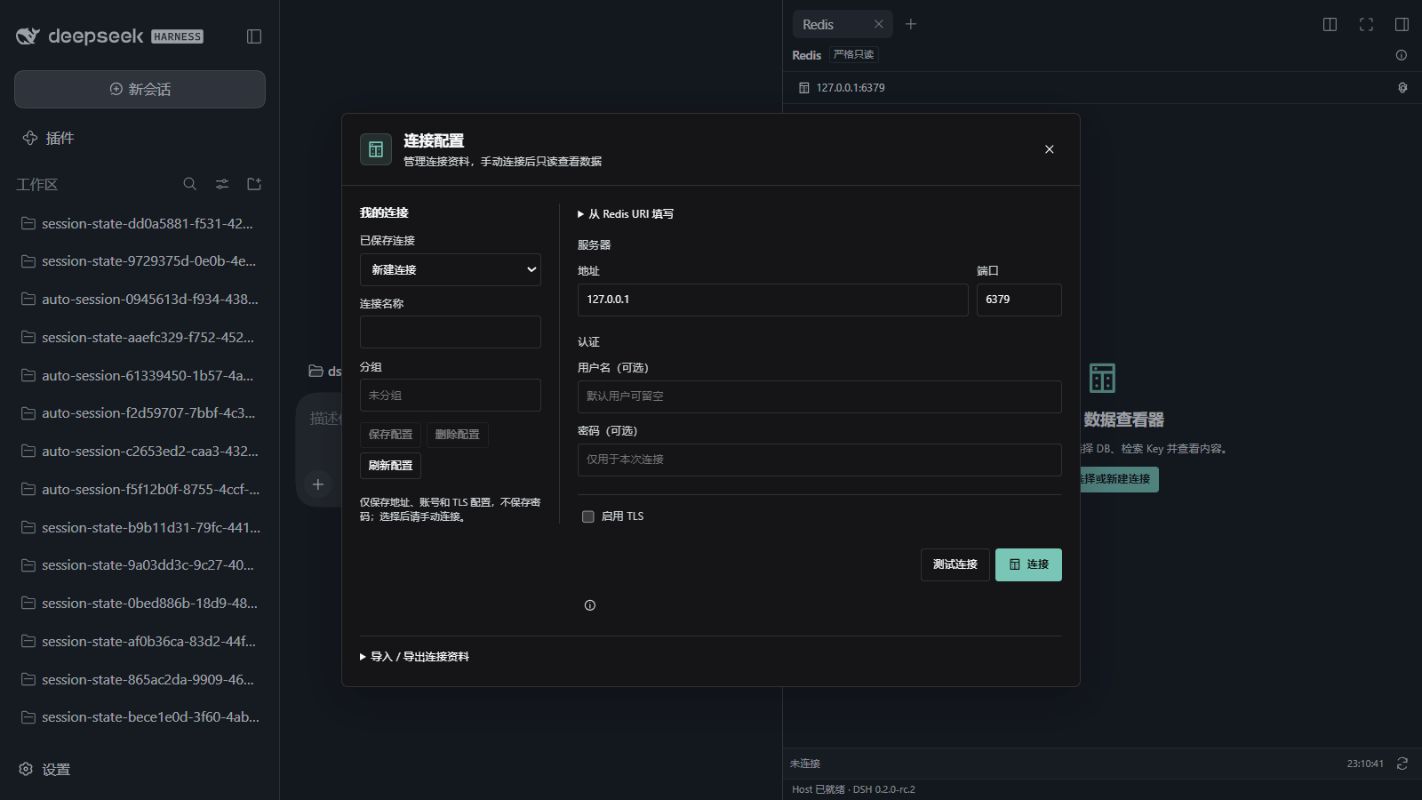 deepseek HARNESS
新会话
插件
工作区
session-state-dd0a5881-f531-42...
session-state-9729375d-0e0b-4e...
auto-session-0945613d-f934-438...
session-state-aaefc329-f752-452...
auto-session-61339450-1b57-4a...
auto-session-f2d59707-7bbf-4c3...
auto-session-c2653ed2-caa3-432...
auto-session-f5f12b0f-8755-4ccf-...
session-state-b9b11d31-79fc-441...
session-state-9a03dd3c-9c27-40...
session-state-0bed886b-18d9-48...
session-state-af0b36ca-83d2-44f...
session-state-865ac2da-9909-46...
session-state-bece1e0d-3f60-4ab...
设置
ds
描述
Redis
Redis 严格只读
127.0.0.1:6379
连接配置
管理连接资料，手动连接后只读查看数据
我的连接
已保存连接
新建连接
连接名称
分组
未分组
保存配置 删除配置
刷新配置
仅保存地址、账号和 TLS 配置，不保存密
码；选择后请手动连接。
从 Redis URI 填写
服务器
地址 端口
127.0.0.1 6379
认证
用户名（可选）
默认用户可留空
密码（可选）
仅用于本次连接
启用 TLS
测试连接 连接
导入 / 导出连接资料
数据查看器
择 DB、检索 Key 并查看内容。
择或新建连接
未连接 23:10:41
Host 已就绪 · DSH 0.2.0-rc.2